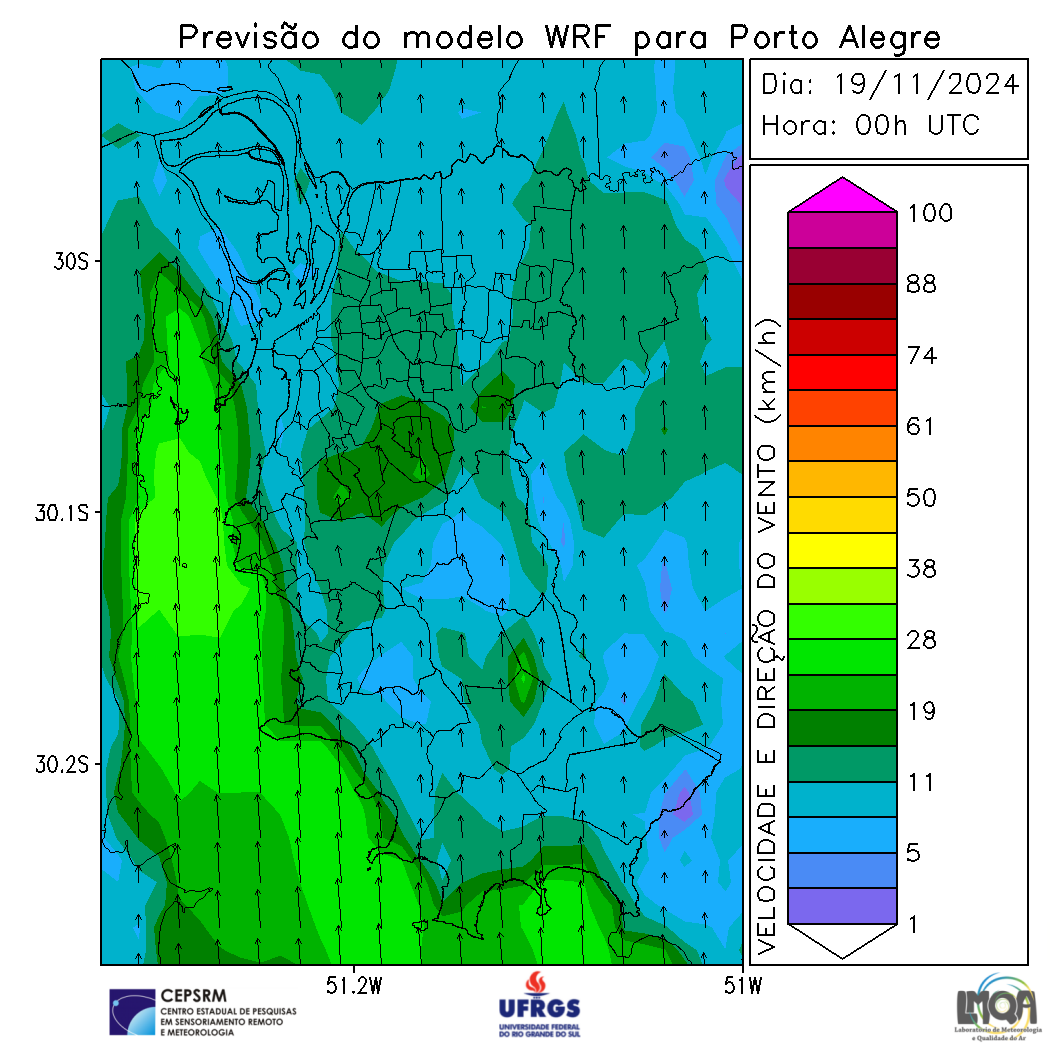 Previsão do modelo WRF para Porto Alegre
Dia: 19/11/2024
Hora: 00h UTC
30S
30.1S
30.2S
51.2W
51W
VELOCIDADE E DIREÇÃO DO VENTO (km/h)
100
88
74
61
50
38
28
19
11
5
1
CEPSRM
CENTRO ESTADUAL DE PESQUISAS
EM SENSORIAMENTO REMOTO
E METEOROLOGIA
UFRGS
UNIVERSIDADE FEDERAL
DO RIO GRANDE DO SUL
LMQA
Laboratório de Meteorologia
e Qualidade do Ar